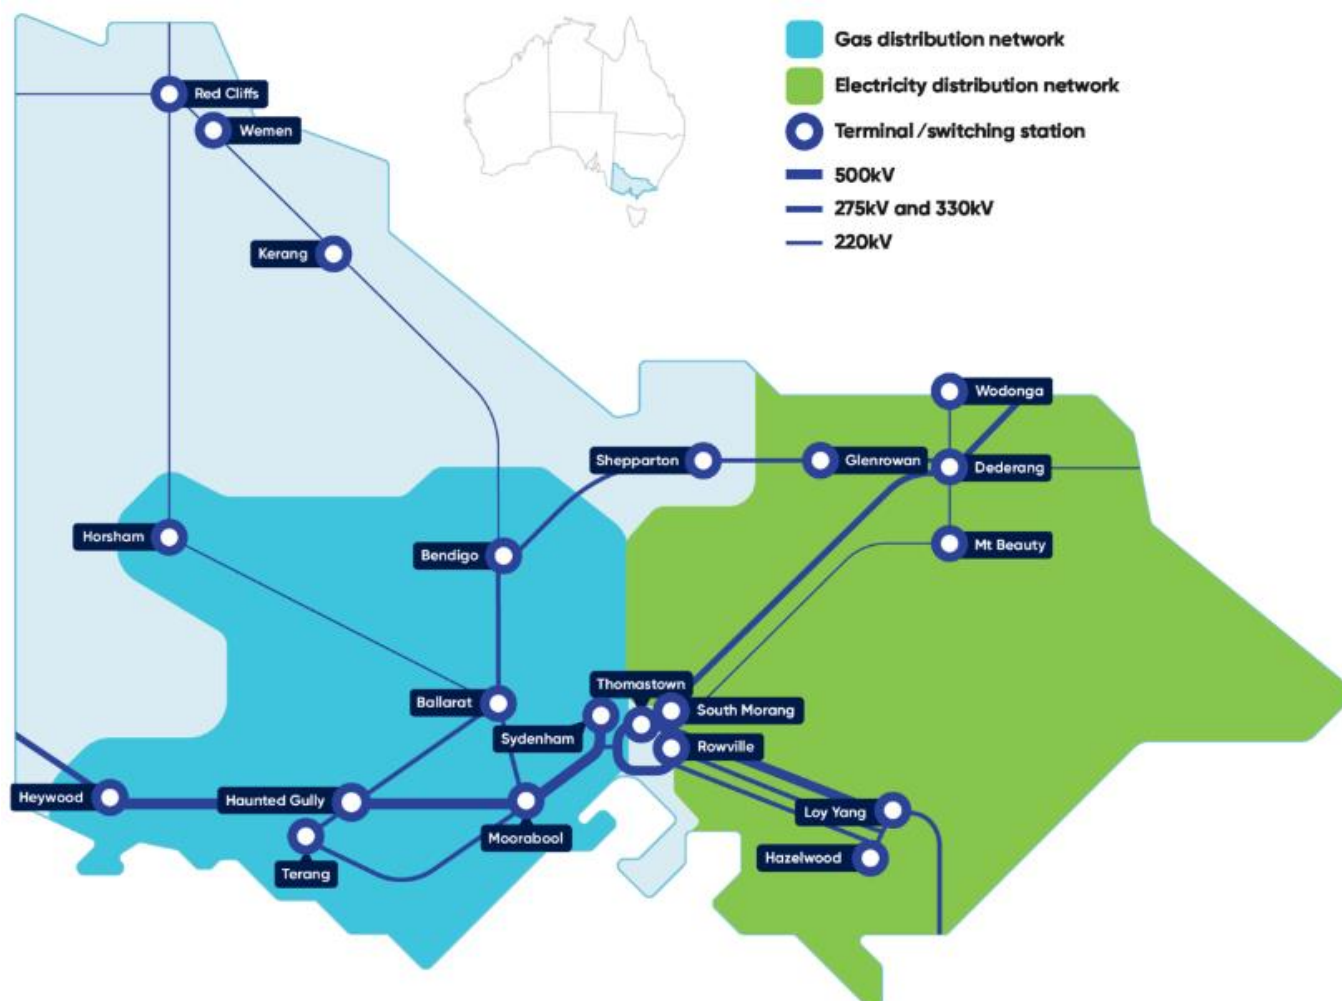 Gas distribution network
Electricity distribution network
Terminal/switching station
500kV
275kV and 330kV
220kV
Red Cliffs
Wemen
Kerang
Wodonga
Shepparton
Glenrowan
Dederang
Horsham
Bendigo
Mt Beauty
Thomastown
Ballarat
South Morang
Sydenham
Rowville
Heywood
Haunted Gully
Loy Yang
Moorabool
Hazelwood
Terang